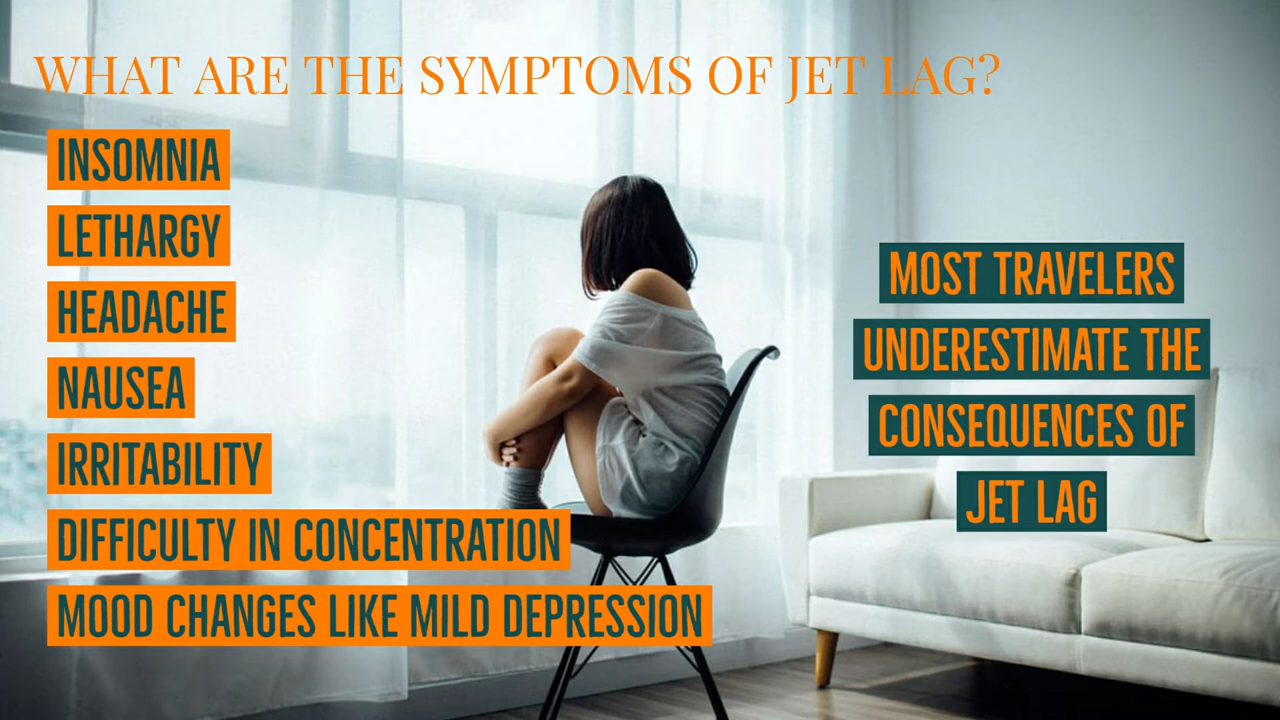 WHAT ARE THE SYMPTOMS OF JET LAG?
INSOMNIA
LETHARGY
HEADACHE
NAUSEA
IRRITABILITY
DIFFICULTY IN CONCENTRATION
MOOD CHANGES LIKE MILD DEPRESSION
MOST TRAVELERS
UNDERESTIMATE THE
CONSEQUENCES OF
JET LAG